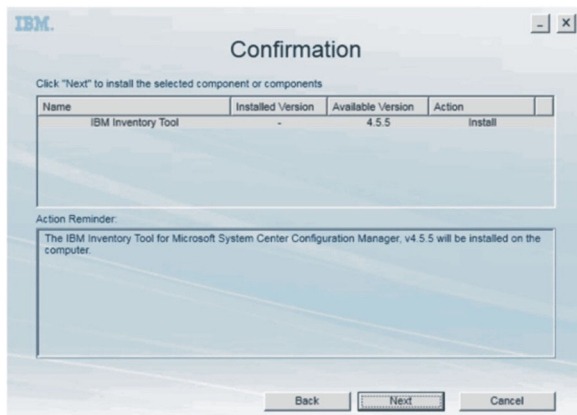 IBM.
Confirmation
Click "Next" to install the selected component or components
Name Installed Version Available Version Action
IBM Inventory Tool - 4.5.5 Install
Action Reminder:
The IBM Inventory Tool for Microsoft System Center Configuration Manager, v4.5.5 will be installed on the
computer.
Back Next Cancel